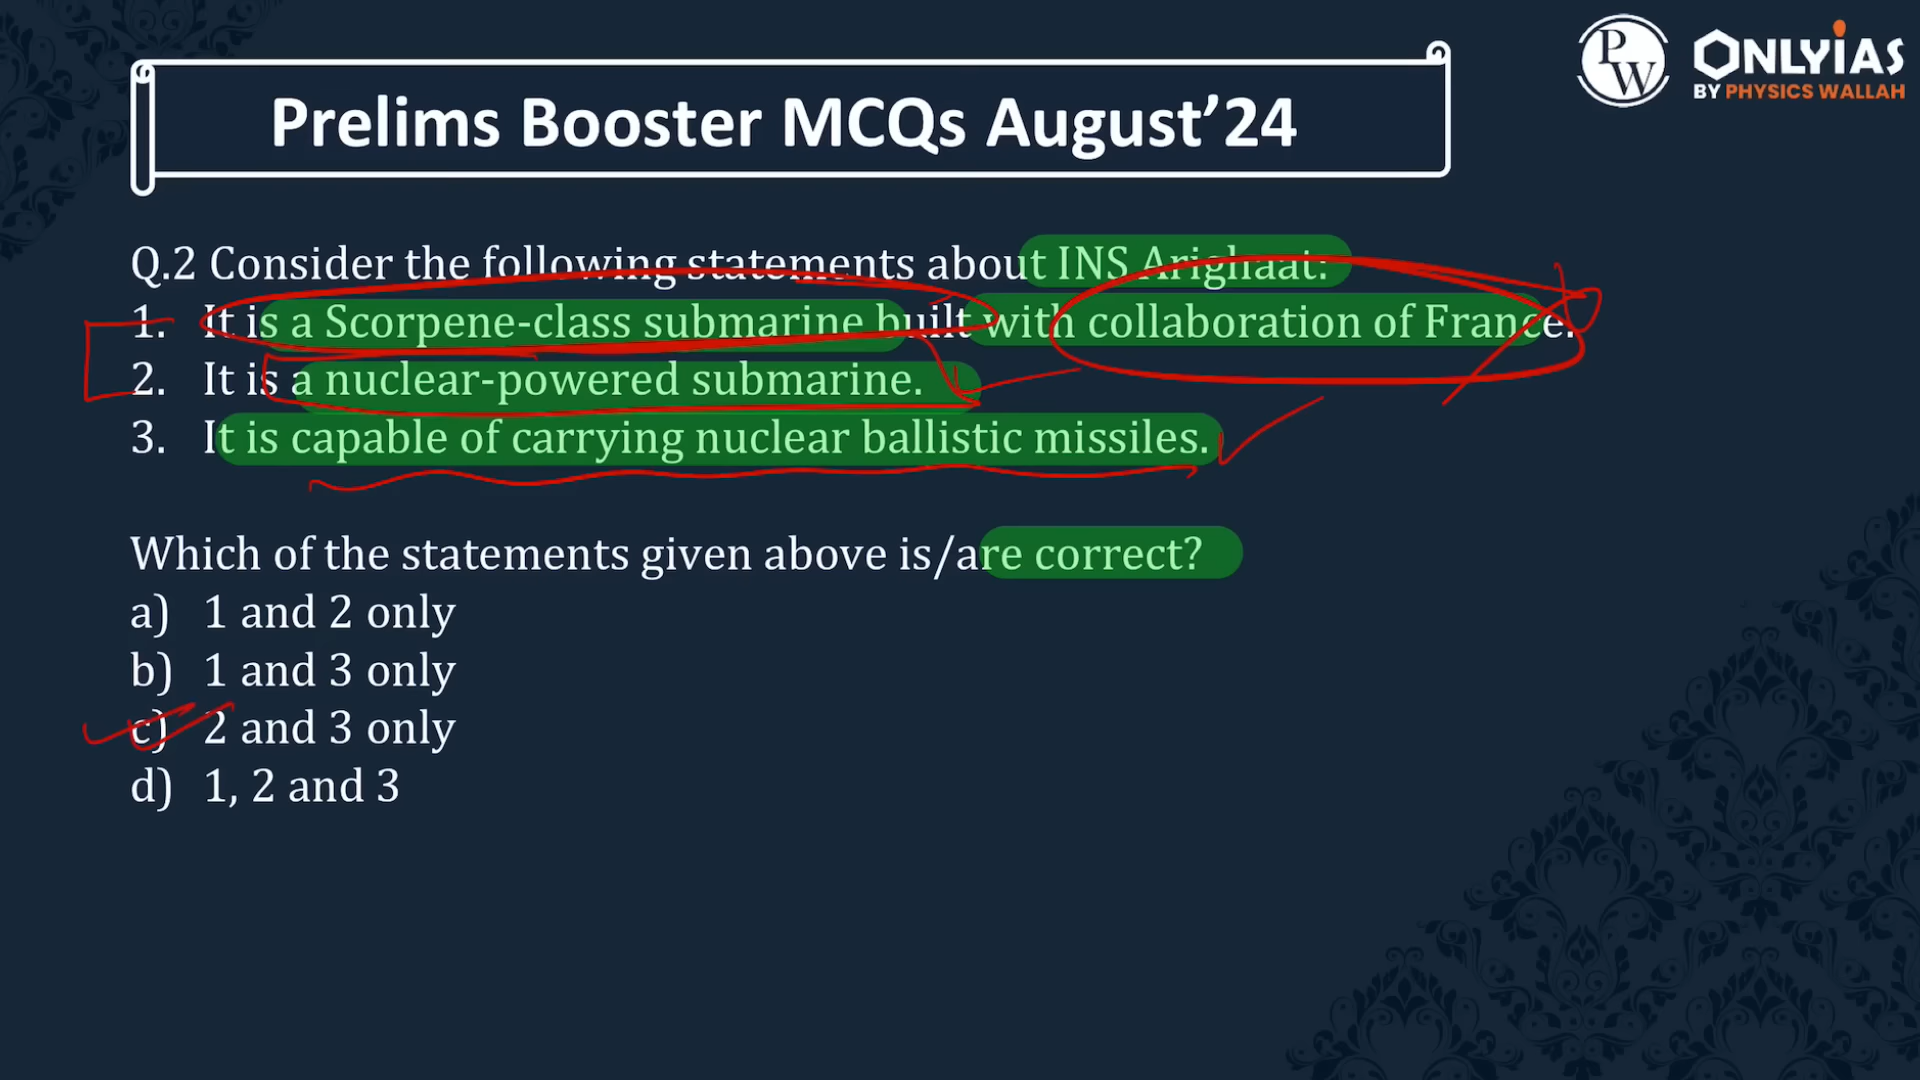 PW
ONLYIAS
BY PHYSICS WALLAH
Prelims Booster MCQs August’24
Q.2 Consider the following statements about INS Arighaat:
1. It is a Scorpene-class submarine built with collaboration of France.
2. It is a nuclear-powered submarine.
3. It is capable of carrying nuclear ballistic missiles.
Which of the statements given above is/are correct?
a) 1 and 2 only
b) 1 and 3 only
c) 2 and 3 only
d) 1, 2 and 3